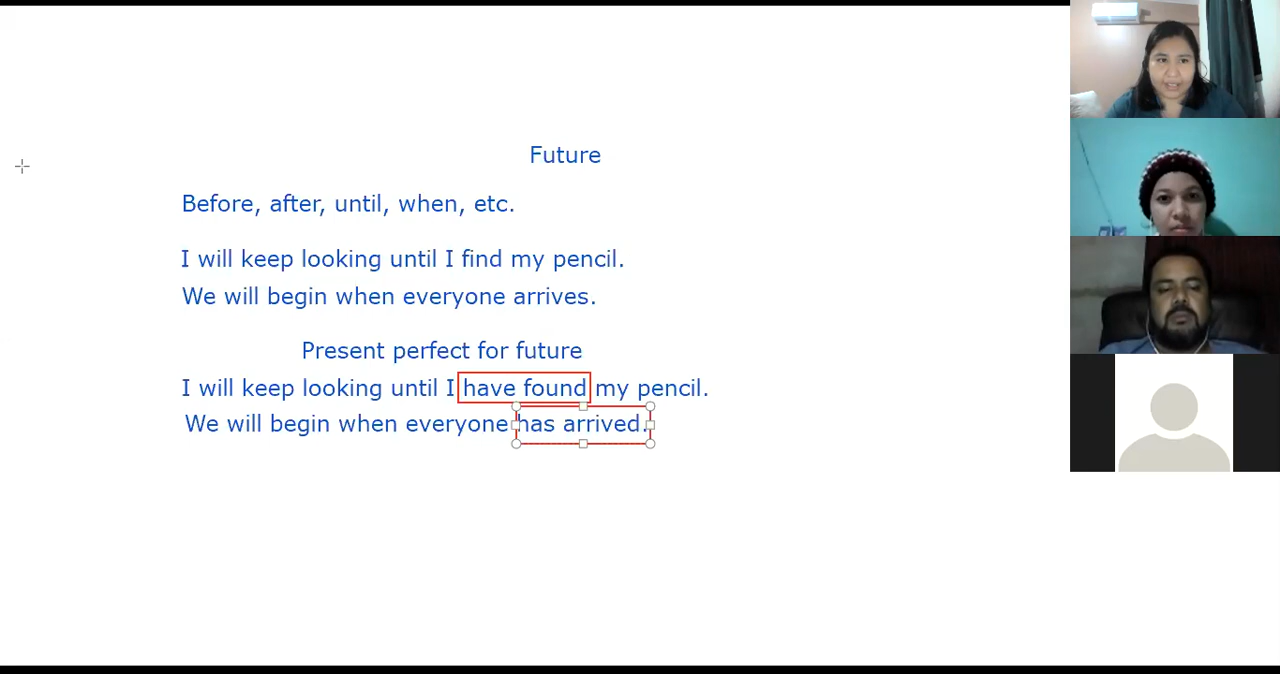 Future
Before, after, until, when, etc.
I will keep looking until I find my pencil.
We will begin when everyone arrives.
Present perfect for future
I will keep looking until I have found my pencil.
We will begin when everyone has arrived.